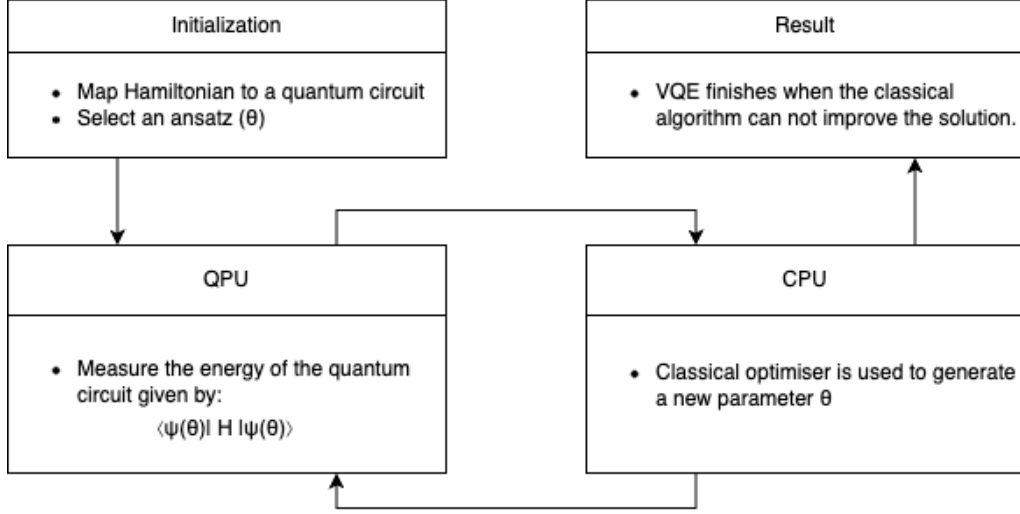 Initialization
• Map Hamiltonian to a quantum circuit
• Select an ansatz (θ)
Result
• VQE finishes when the classical
algorithm can not improve the solution.
QPU
• Measure the energy of the quantum
circuit given by:
⟨ψ(θ)| H |ψ(θ)⟩
CPU
• Classical optimiser is used to generate
a new parameter θ